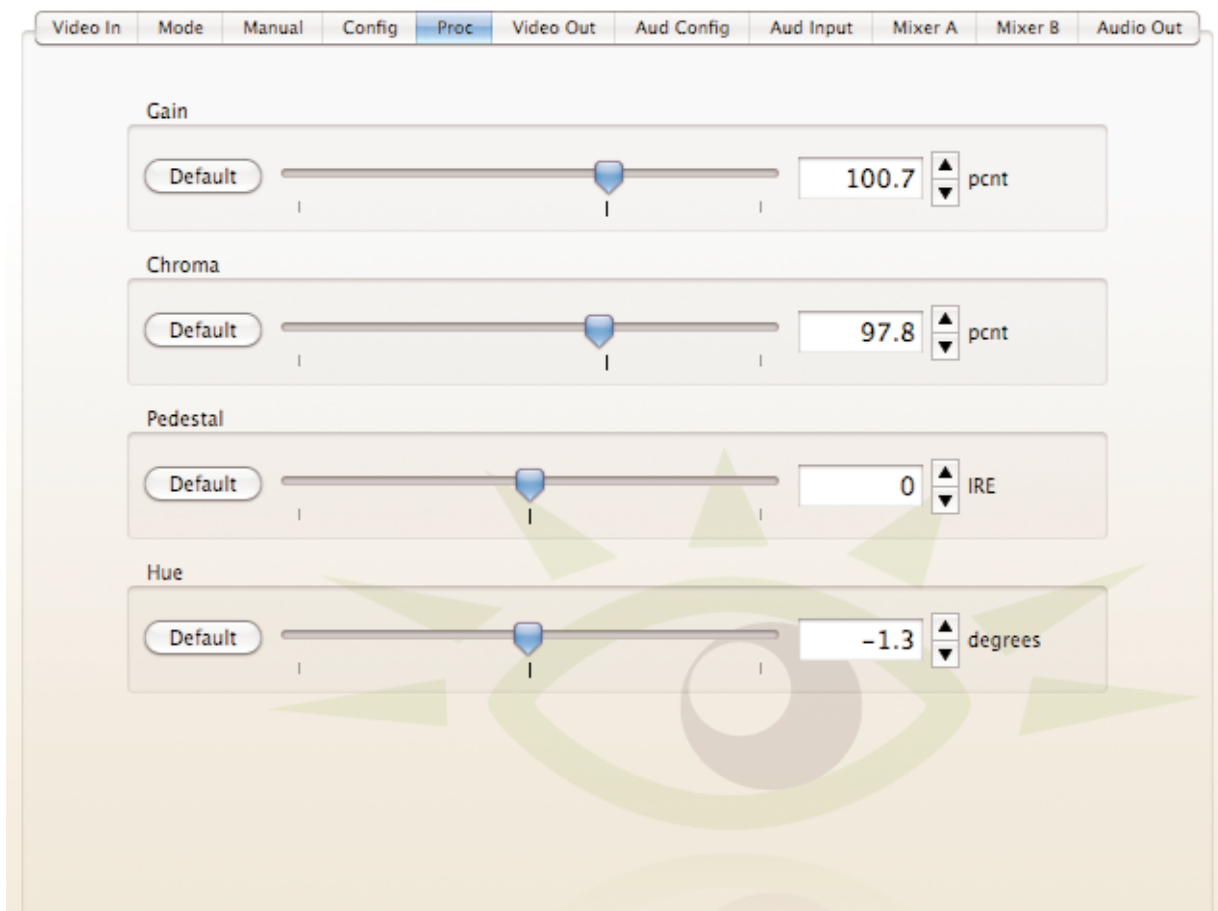 Video In Mode Manual Config Proc Video Out Aud Config Aud Input Mixer A Mixer B Audio Out
Gain
Default 100.7 pcnt
Chroma
Default 97.8 pcnt
Pedestal
Default 0 IRE
Hue
Default -1.3 degrees